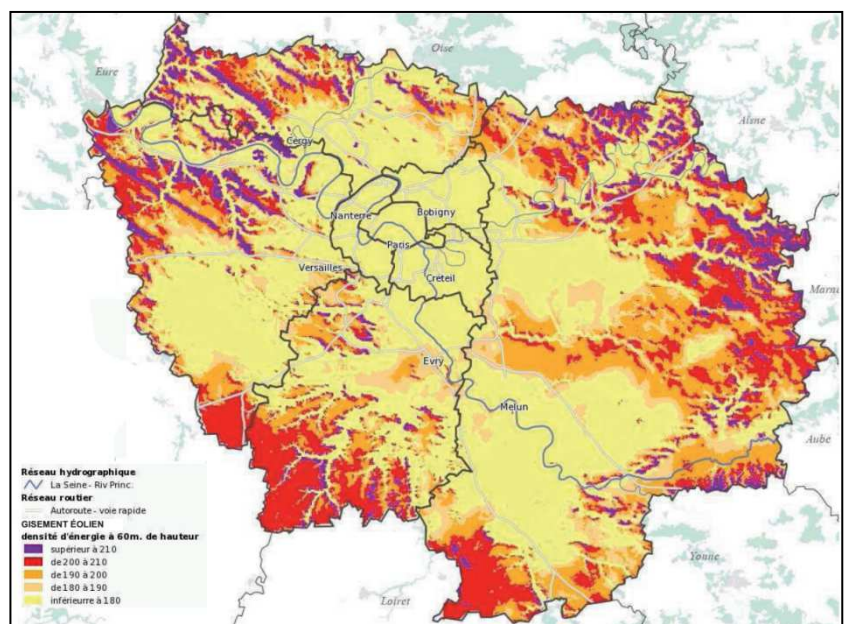 Oise
Eure
Aisne
Cergy
Nanterre
Bobigny
Paris
Versailles
Créteil
Marne
Evry
Melun
Aube
Yonne
Loiret
Réseau hydrographique
La Seine - Riv Princ.
Réseau routier
Autoroute - voie rapide
GISEMENT ÉOLIEN
densité d'énergie à 60m. de hauteur
supérieur à 210
de 200 à 210
de 190 à 200
de 180 à 190
inférieurre à 180